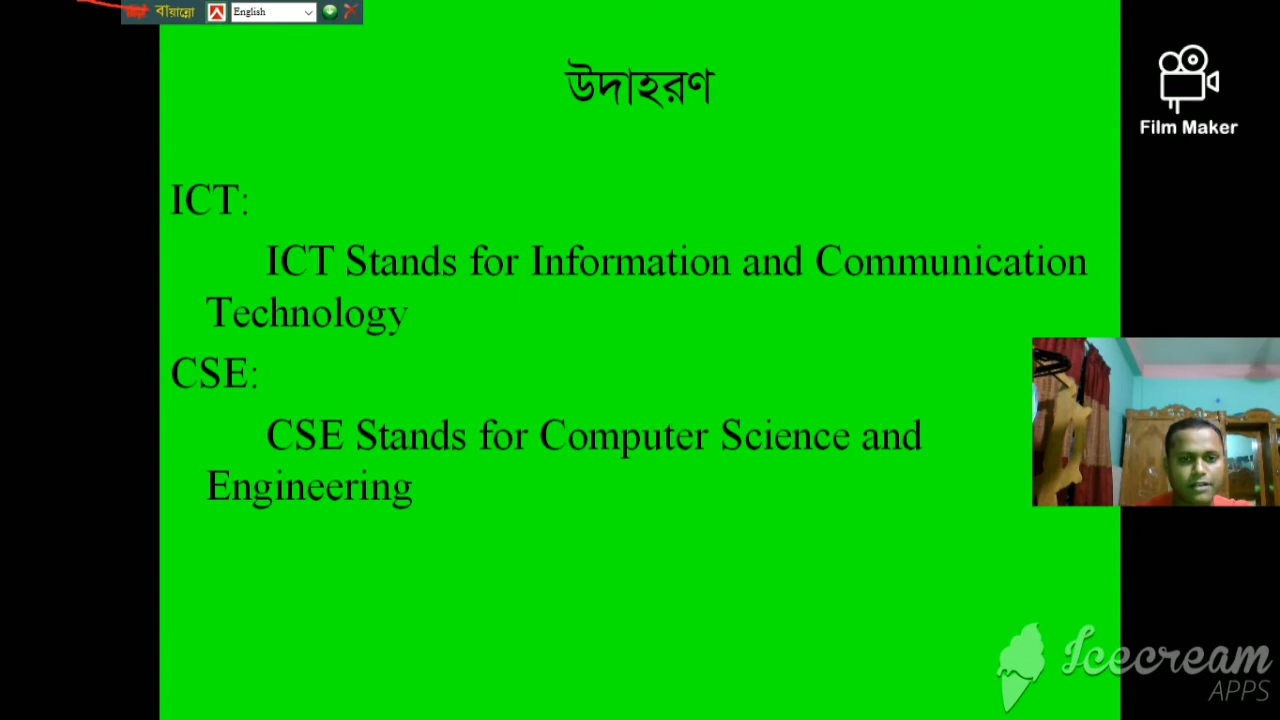 বায়ান্নো
English
উদাহরণ
Film Maker
ICT:
ICT Stands for Information and Communication
Technology
CSE:
CSE Stands for Computer Science and
Engineering
Icecream
APPS